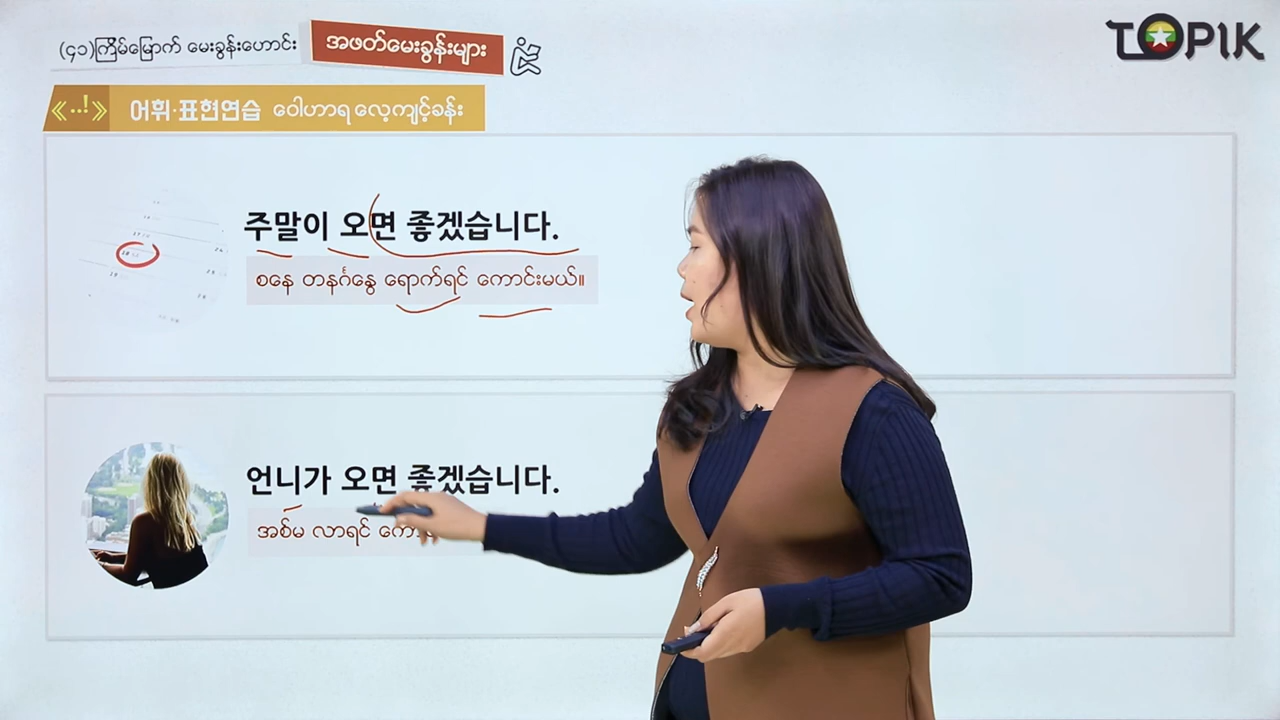 (၄၁)ကြိမ်မြောက် မေးခွန်းဟောင်း အဖတ်မေးခွန်းများ
TOPIK
어휘·표현연습 ဝေါဟာရ လေ့ကျင့်ခန်း
주말이 오면 좋겠습니다.
စနေ တနင်္ဂနွေ ရောက်ရင် ကောင်းမယ်။
언니가 오면 좋겠습니다.
အစ်မ လာရင်